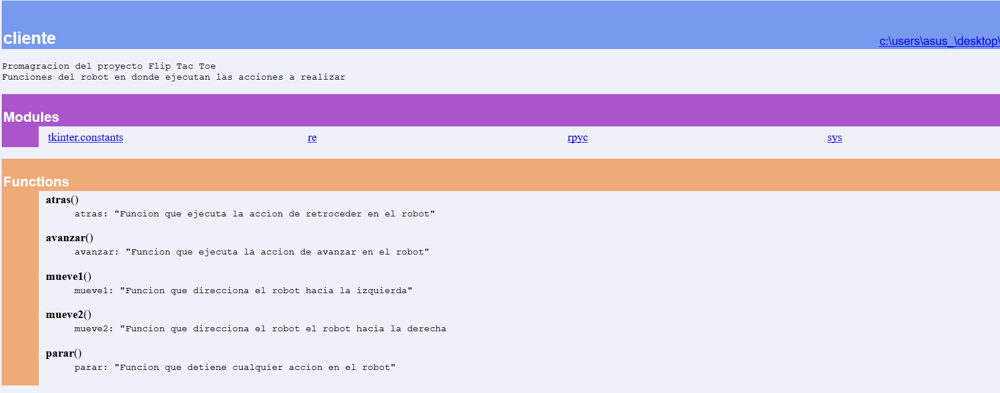 cliente
c:\users\asus_\desktop\
Promagracion del proyecto Flip Tac Toe
Funciones del robot en donde ejecutan las acciones a realizar
Modules
tkinter.constants re rpyc sys
Functions
atras()
atras: "Funcion que ejecuta la accion de retroceder en el robot"
avanzar()
avanzar: "Funcion que ejecuta la accion de avanzar en el robot"
mueve1()
mueve1: "Funcion que direcciona el robot hacia la izquierda"
mueve2()
mueve2: "Funcion que direcciona el robot el robot hacia la derecha
parar()
parar: "Funcion que detiene cualquier accion en el robot"